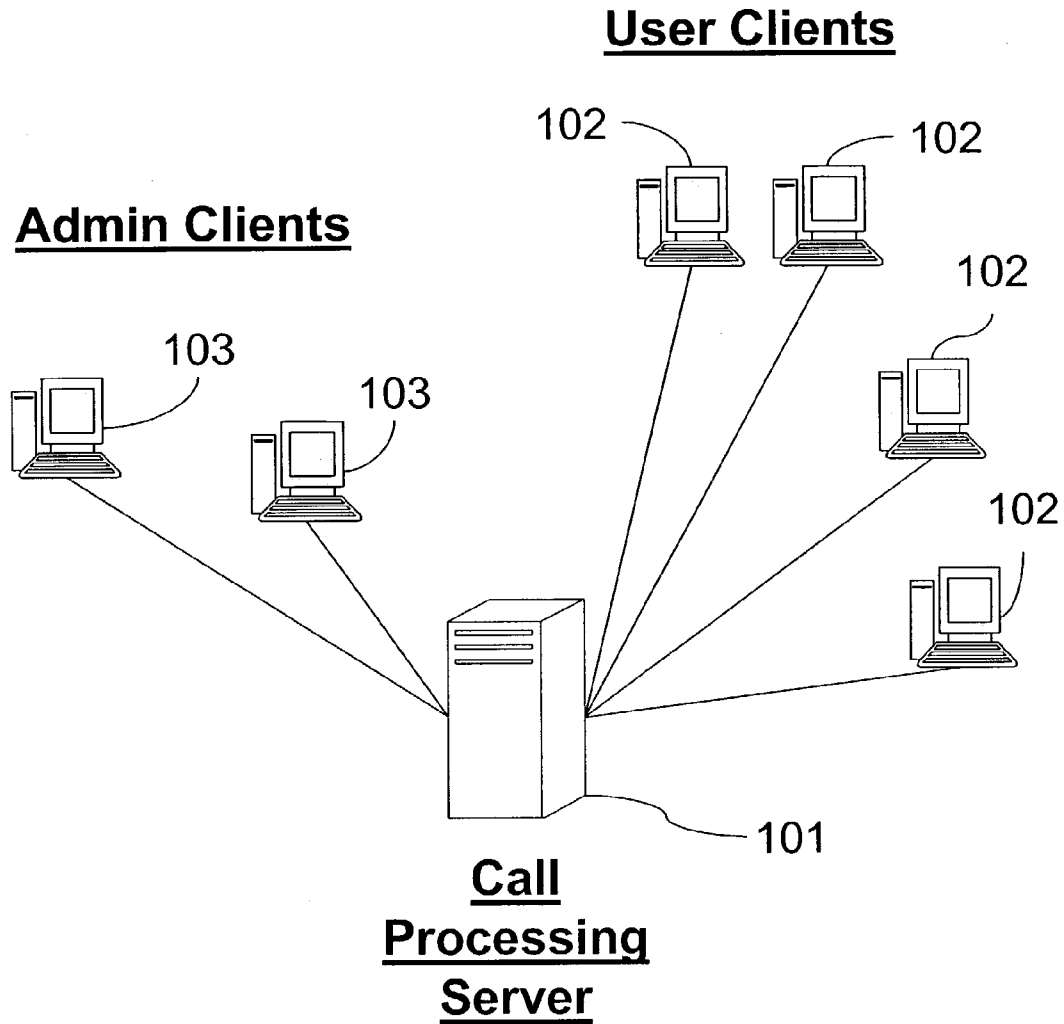 User Clients
102
102
Admin Clients
102
103
103
102
101
Call
Processing
Server